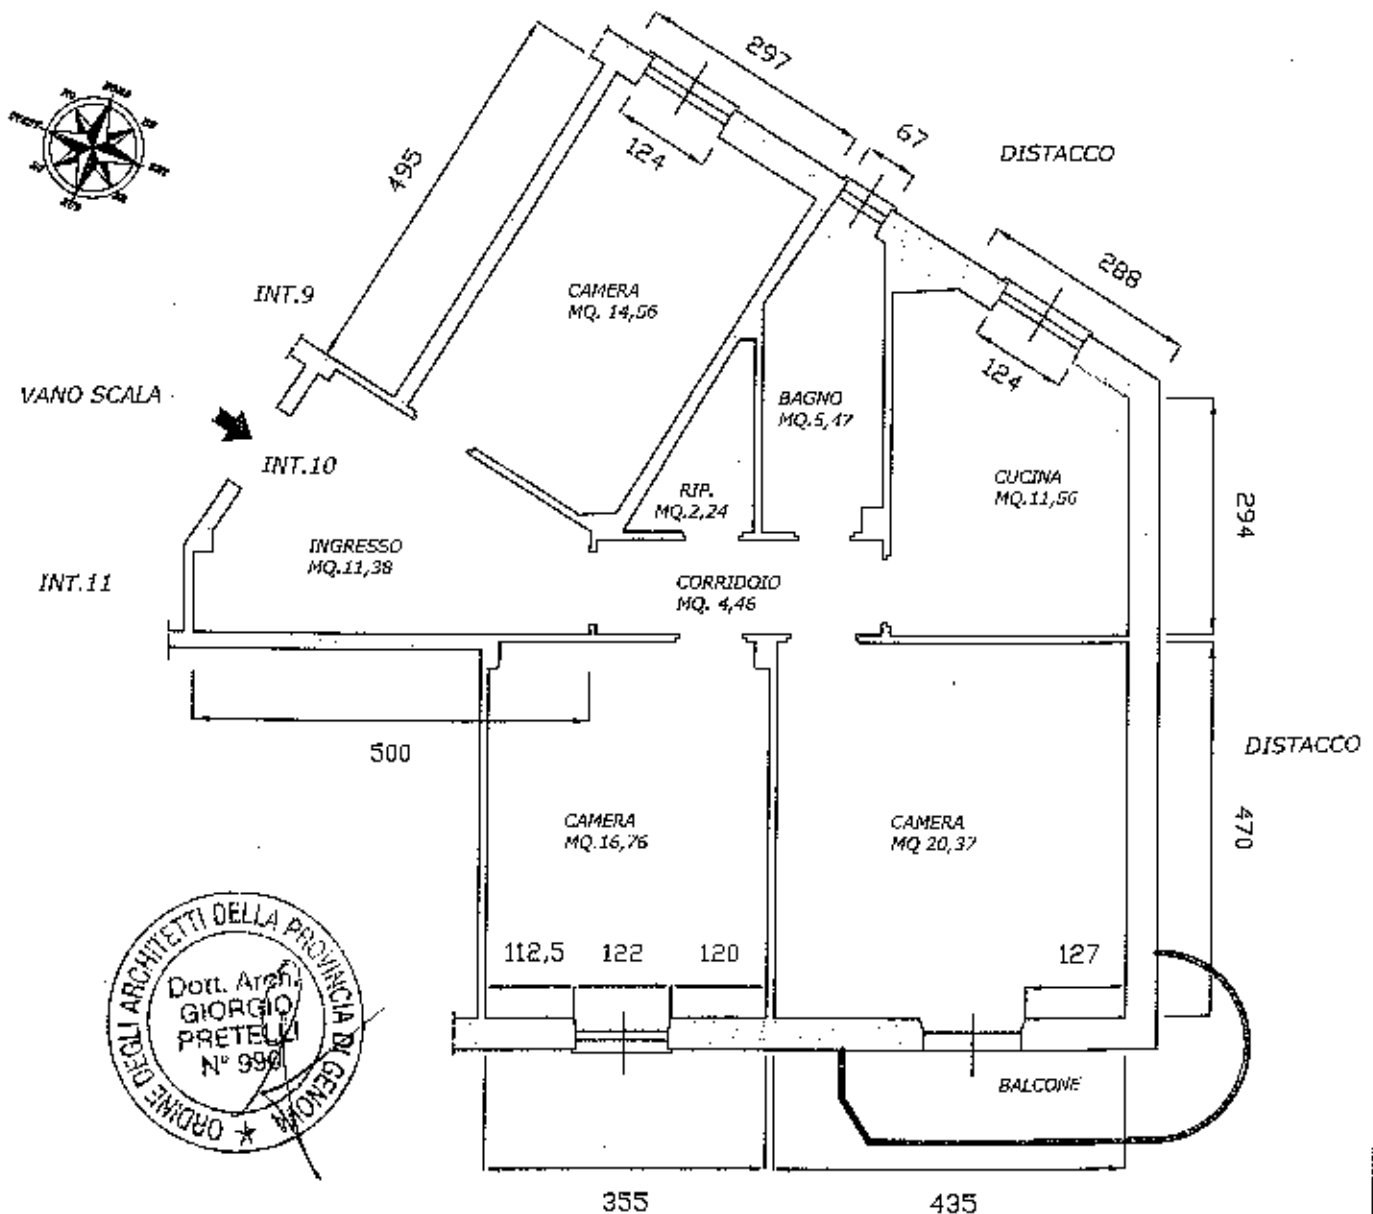 297
67
DISTACCO
124
495
288
INT.9
CAMERA
MQ. 14,56
124
VANO SCALA
BAGNO
MQ.5,47
INT.10
CUCINA
MQ.11,56
RIP.
MQ.2,24
294
INGRESSO
MQ.11,38
INT.11
CORRIDOIO
MQ. 4,46
500
DISTACCO
CAMERA
MQ.16,76
CAMERA
MQ 20,37
470
112,5
122
120
127
ORDINE DEGLI ARCHITETTI DELLA PROVINCIA DI GENOVA
Dott. Arch.
GIORGIO
PRETELLI
N° 990
BALCONE
355
435